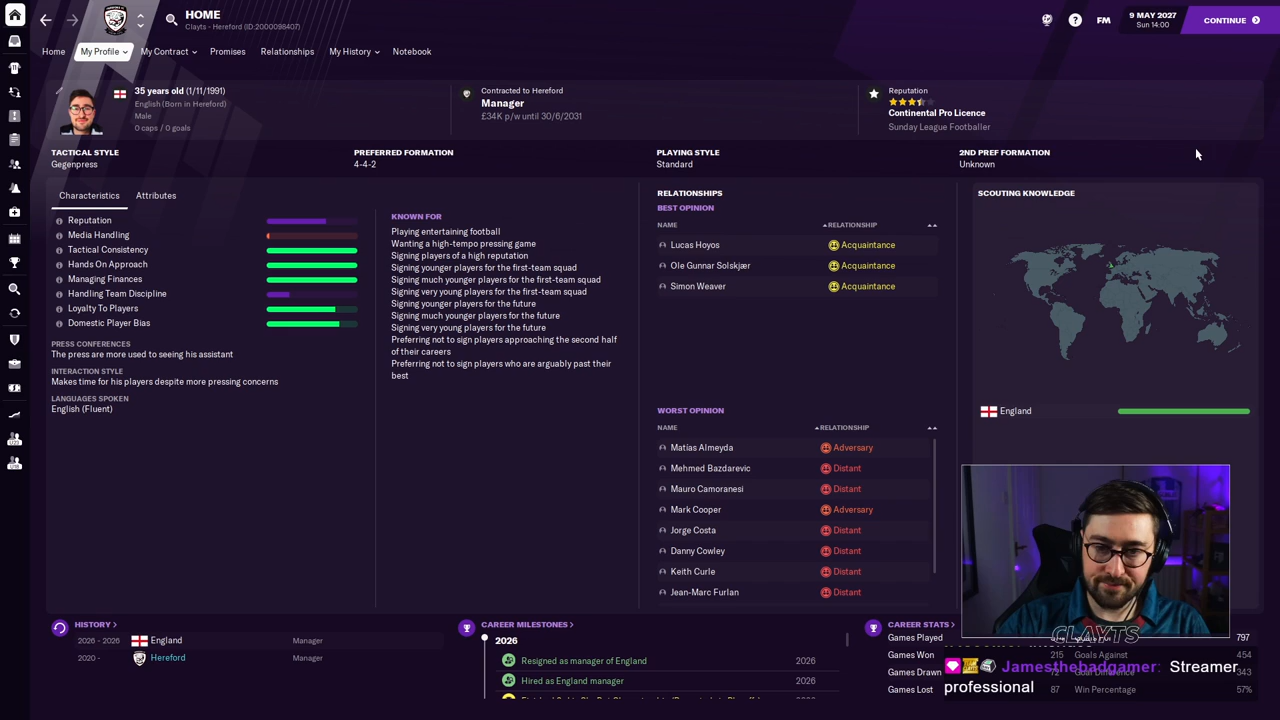 HOME
Clayts - Hereford (ID:2000098407)
FM
9 MAY 2027
Sun 14:00
CONTINUE
Home
My Profile
My Contract
Promises
Relationships
My History
Notebook
35 years old (1/11/1991)
English (Born in Hereford)
Male
0 caps / 0 goals
Contracted to Hereford
Manager
£34K p/w until 30/6/2031
Reputation
Continental Pro Licence
Sunday League Footballer
TACTICAL STYLE
Gegenpress
PREFERRED FORMATION
4-4-2
PLAYING STYLE
Standard
2ND PREF FORMATION
Unknown
Characteristics
Attributes
Reputation
Media Handling
Tactical Consistency
Hands On Approach
Managing Finances
Handling Team Discipline
Loyalty To Players
Domestic Player Bias
PRESS CONFERENCES
The press are more used to seeing his assistant
INTERACTION STYLE
Makes time for his players despite more pressing concerns
LANGUAGES SPOKEN
English (Fluent)
KNOWN FOR
Playing entertaining football
Wanting a high-tempo pressing game
Signing players of a high reputation
Signing younger players for the first-team squad
Signing much younger players for the first-team squad
Signing very young players for the first-team squad
Signing younger players for the future
Signing much younger players for the future
Signing very young players for the future
Preferring not to sign players approaching the second half
of their careers
Preferring not to sign players who are arguably past their
best
RELATIONSHIPS
BEST OPINION
NAME RELATIONSHIP
Lucas Hoyos Acquaintance
Ole Gunnar Solskjær Acquaintance
Simon Weaver Acquaintance
WORST OPINION
NAME RELATIONSHIP
Matías Almeyda Adversary
Mehmed Bazdarevic Distant
Mauro Camoranesi Distant
Mark Cooper Adversary
Jorge Costa Distant
Danny Cowley Distant
Keith Curle Distant
Jean-Marc Furlan Distant
SCOUTING KNOWLEDGE
England
HISTORY
2026 - 2026 England Manager
2020 - Hereford Manager
CAREER MILESTONES
2026
Resigned as manager of England 2026
Hired as England manager 2026
CAREER STATS
Games Played 797
Games Won 215 Goals Against 454
Games Drawn 72 Goal Difference 343
Games Lost 87 Win Percentage 57%
CLAYTS
Jamesthebadgamer: Streamer
professional